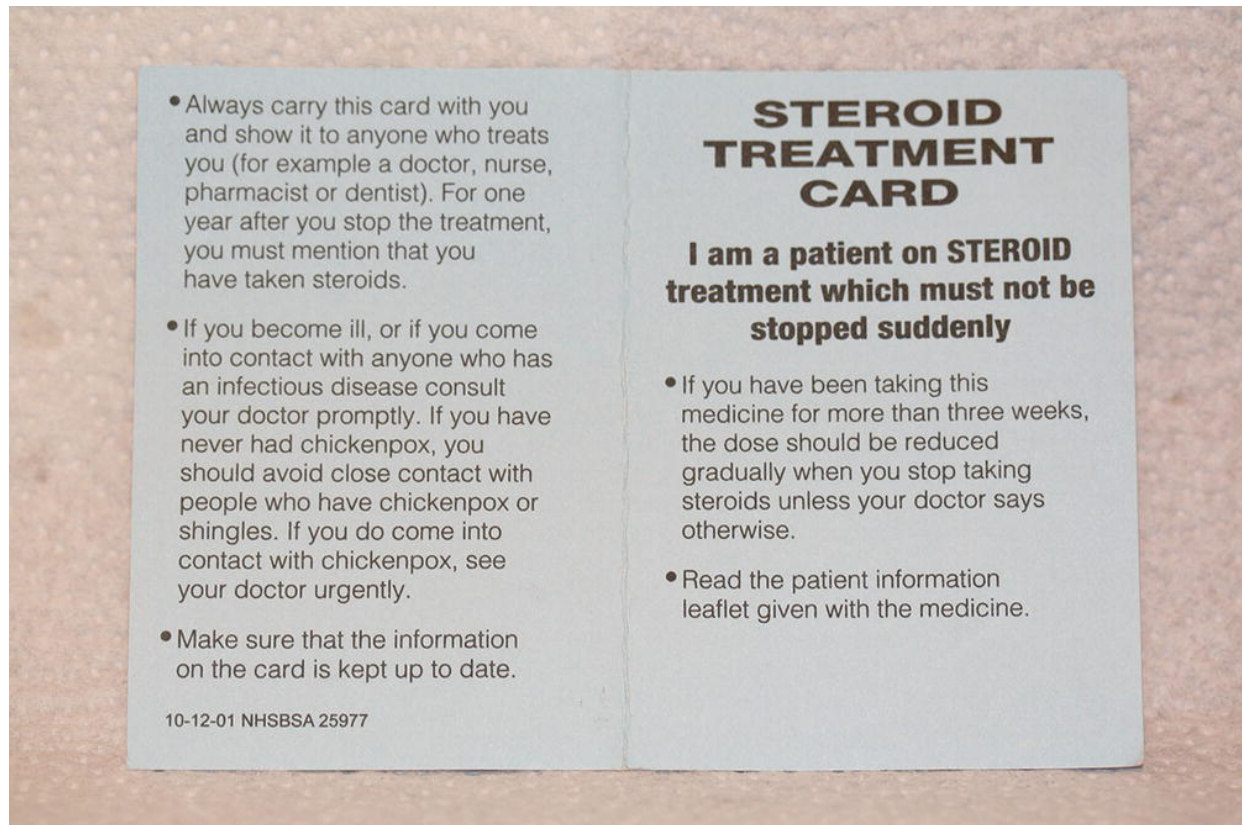 • Always carry this card with you
and show it to anyone who treats
you (for example a doctor, nurse,
pharmacist or dentist). For one
year after you stop the treatment,
you must mention that you
have taken steroids.
• If you become ill, or if you come
into contact with anyone who has
an infectious disease consult
your doctor promptly. If you have
never had chickenpox, you
should avoid close contact with
people who have chickenpox or
shingles. If you do come into
contact with chickenpox, see
your doctor urgently.
• Make sure that the information
on the card is kept up to date.
10-12-01 NHSBSA 25977
STEROID
TREATMENT
CARD
I am a patient on STEROID
treatment which must not be
stopped suddenly
• If you have been taking this
medicine for more than three weeks,
the dose should be reduced
gradually when you stop taking
steroids unless your doctor says
otherwise.
• Read the patient information
leaflet given with the medicine.